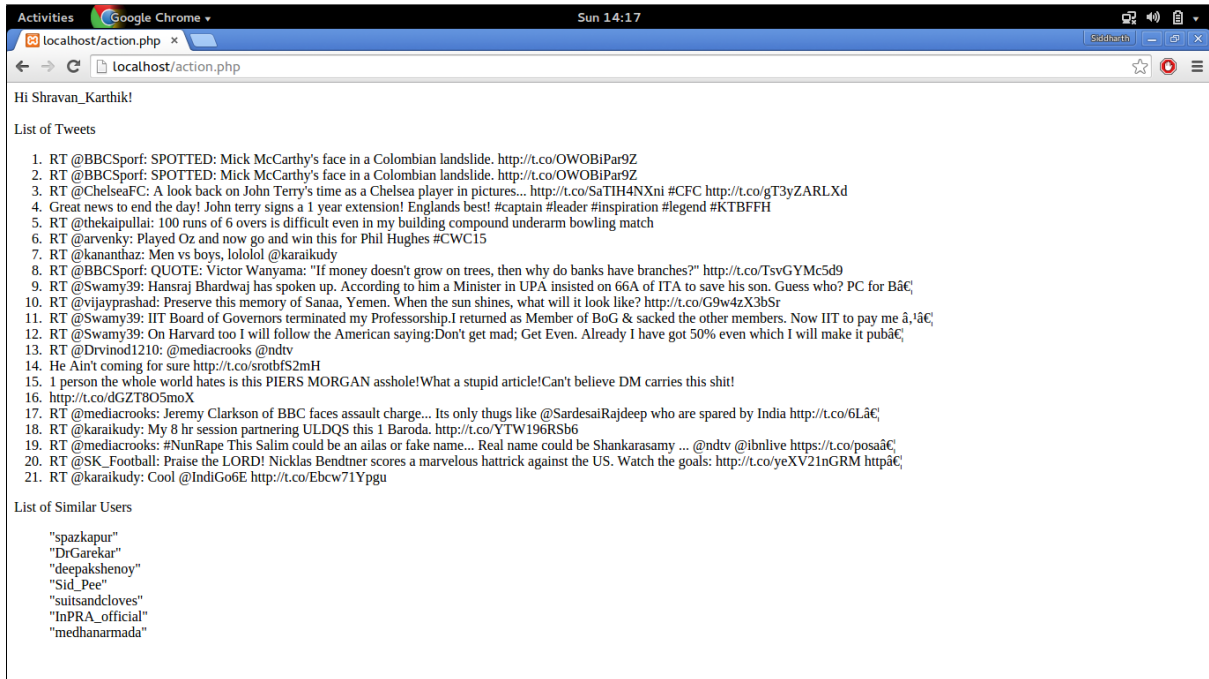 Activities Google Chrome Sun 14:17
localhost/action.php × Siddharth
localhost/action.php
Hi Shravan_Karthik!
List of Tweets
1. RT @BBCSporf: SPOTTED: Mick McCarthy's face in a Colombian landslide. http://t.co/OWOBiPar9Z
2. RT @BBCSporf: SPOTTED: Mick McCarthy's face in a Colombian landslide. http://t.co/OWOBiPar9Z
3. RT @ChelseaFC: A look back on John Terry's time as a Chelsea player in pictures... http://t.co/SaTIH4NXni #CFC http://t.co/gT3yZARLXd
4. Great news to end the day! John terry signs a 1 year extension! Englands best! #captain #leader #inspiration #legend #KTBFFH
5. RT @thekaipullai: 100 runs of 6 overs is difficult even in my building compound underarm bowling match
6. RT @arvenky: Played Oz and now go and win this for Phil Hughes #CWC15
7. RT @kananthaz: Men vs boys, lololol @karaikudy
8. RT @BBCSporf: QUOTE: Victor Wanyama: "If money doesn't grow on trees, then why do banks have branches?" http://t.co/TsvGYMc5d9
9. RT @Swamy39: Hansraj Bhardwaj has spoken up. According to him a Minister in UPA insisted on 66A of ITA to save his son. Guess who? PC for Bâ€¦
10. RT @vijayprashad: Preserve this memory of Sanaa, Yemen. When the sun shines, what will it look like? http://t.co/G9w4zX3bSr
11. RT @Swamy39: IIT Board of Governors terminated my Professorship.I returned as Member of BoG & sacked the other members. Now IIT to pay me â‚¹â€¦
12. RT @Swamy39: On Harvard too I will follow the American saying:Don't get mad; Get Even. Already I have got 50% even which I will make it pubâ€¦
13. RT @Drvinod1210: @mediacrooks @ndtv
14. He Ain't coming for sure http://t.co/srotbfS2mH
15. 1 person the whole world hates is this PIERS MORGAN asshole!What a stupid article!Can't believe DM carries this shit!
16. http://t.co/dGZT8O5moX
17. RT @mediacrooks: Jeremy Clarkson of BBC faces assault charge... Its only thugs like @SardesaiRajdeep who are spared by India http://t.co/6Lâ€¦
18. RT @karaikudy: My 8 hr session partnering ULDQS this 1 Baroda. http://t.co/YTW196RSb6
19. RT @mediacrooks: #NunRape This Salim could be an ailas or fake name... Real name could be Shankarasamy ... @ndtv @ibnlive https://t.co/posaâ€¦
20. RT @SK_Football: Praise the LORD! Nicklas Bendtner scores a marvelous hattrick against the US. Watch the goals: http://t.co/yeXV21nGRM httpâ€¦
21. RT @karaikudy: Cool @IndiGo6E http://t.co/Ebcw71Ypgu
List of Similar Users
"spazkapur"
"DrGarekar"
"deepakshenoy"
"Sid_Pee"
"suitsandcloves"
"InPRA_official"
"medhanarmada"